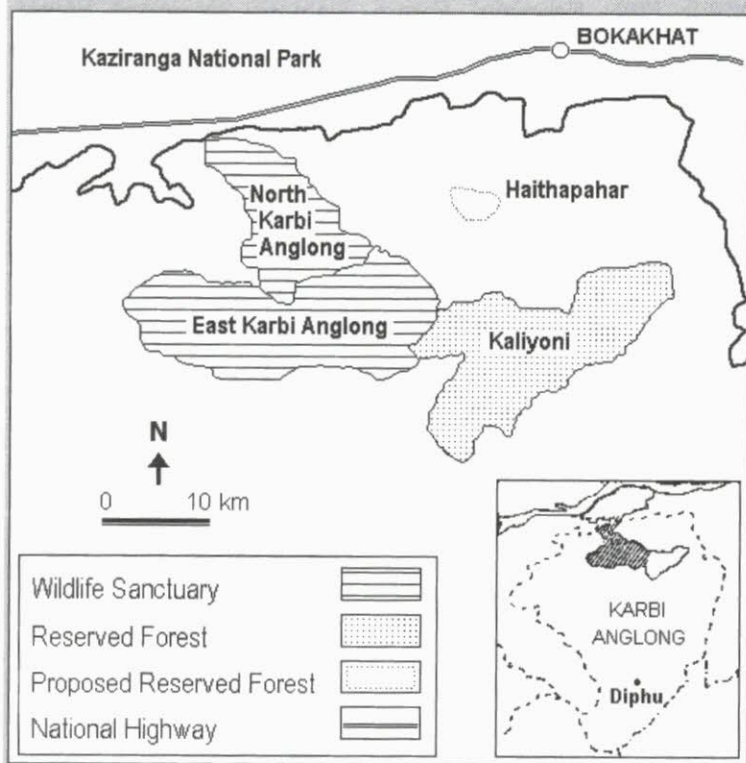 BOKAKHAT
Kaziranga National Park
North
Karbi
Anglong
Haithapahar
East Karbi Anglong
Kaliyoni
N
0 10 km
Wildlife Sanctuary
Reserved Forest
Proposed Reserved Forest
National Highway
KARBI
ANGLONG
Diphu